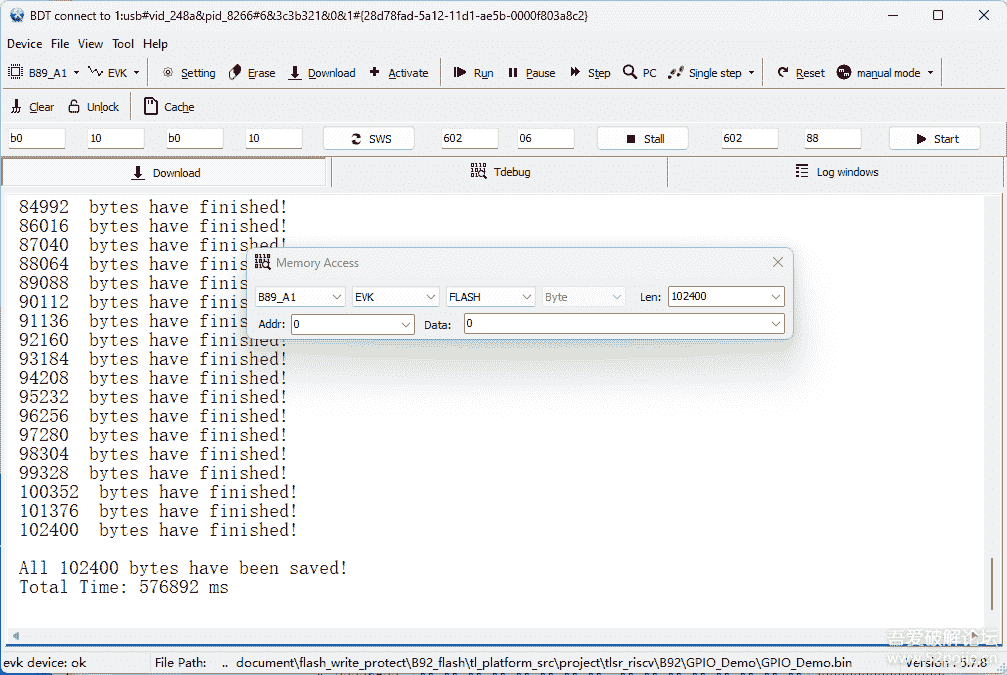 BDT connect to 1:usb#vid_248a&pid_8266#6&3c3b321&0&1#{28d78fad-5a12-11d1-ae5b-0000f803a8c2}
Device File View Tool Help
B89_A1 EVK Setting Erase Download Activate Run Pause Step PC Single step Reset manual mode
Clear Unlock Cache
b0 10 b0 10 SWS 602 06 Stall 602 88 Start
Download Tdebug Log windows
84992 bytes have finished!
86016 bytes have finished!
87040 bytes have finished!
88064 bytes have finis
89088 bytes have finis
90112 bytes have finis
91136 bytes have finis
92160 bytes have finished!
93184 bytes have finished!
94208 bytes have finished!
95232 bytes have finished!
96256 bytes have finished!
97280 bytes have finished!
98304 bytes have finished!
99328 bytes have finished!
100352 bytes have finished!
101376 bytes have finished!
102400 bytes have finished!
All 102400 bytes have been saved!
Total Time: 576892 ms
Memory Access
B89_A1 EVK FLASH Byte Len: 102400
Addr: 0 Data: 0
evk device: ok File Path: .. document\flash_write_protect\B92_flash\tl_platform_src\project\tlsr_riscv\B92\GPIO_Demo\GPIO_Demo.bin Version: 5.7.8
吾爱破解论坛
www.52pojie.cn